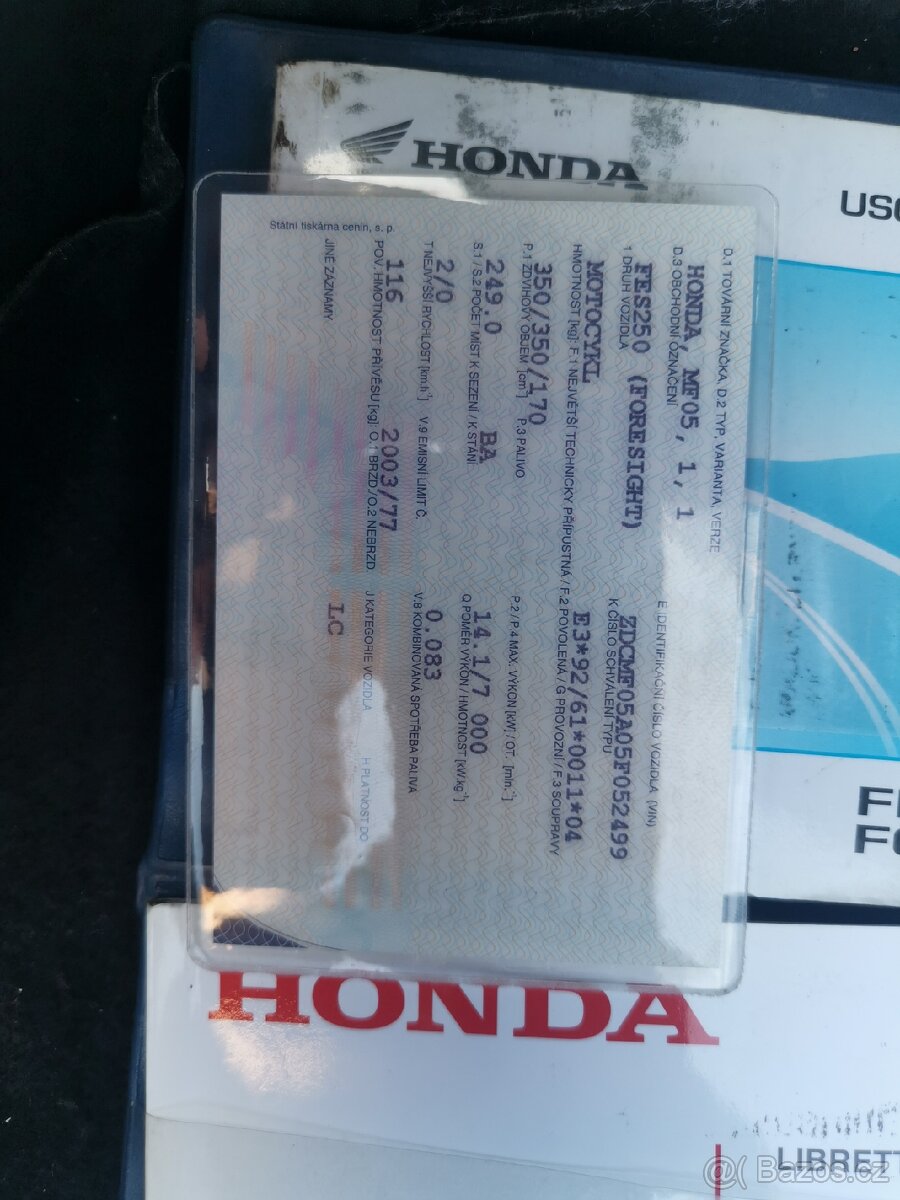 HONDA
USO
D.1 TOVÁRNÍ ZNAČKA, D.2 TYP, VARIANTA, VERZE
HONDA, MF05, 1, 1
E IDENTIFIKAČNÍ ČÍSLO VOZIDLA (VIN)
D.3 OBCHODNÍ OZNAČENÍ
FES250 (FORESIGHT)
ZDCMF05A05F052499
1 DRUH VOZIDLA
K ČÍSLO SCHVÁLENÍ TYPU
MOTOCYKL
E3*92/61*0011*04
HMOTNOST [kg]: F.1 NEJVĚTŠÍ TECHNICKY PŘÍPUSTNÁ / F.2 POVOLENÁ / G PROVOZNÍ / F.3 SOUPRAVY
350/350/170
P.1 ZDVIHOVÝ OBJEM [cm³]
P.3 PALIVO
P.2 / P.4 MAX. VÝKON [kW] / OT. [min.⁻¹]
249.0
BA
14.1/7 000
S.1 / S.2 POČET MÍST K SEZENÍ / K STÁNÍ
Q POMĚR VÝKON / HMOTNOST [kW.kg⁻¹]
2/0
0.083
T NEJVYŠŠÍ RYCHLOST [km.h⁻¹]
V.9 EMISNÍ LIMIT Č.
V.8 KOMBINOVANÁ SPOTŘEBA PALIVA
116
2003/77
POV. HMOTNOST PŘÍVĚSU [kg]: O.1 BRZD./O.2 NEBRZD.
J KATEGORIE VOZIDLA
H PLATNOST DO
LC
JINÉ ZÁZNAMY
Státní tiskárna cenin, s. p.
HONDA
LIBRETT
@( Bazoš.cz